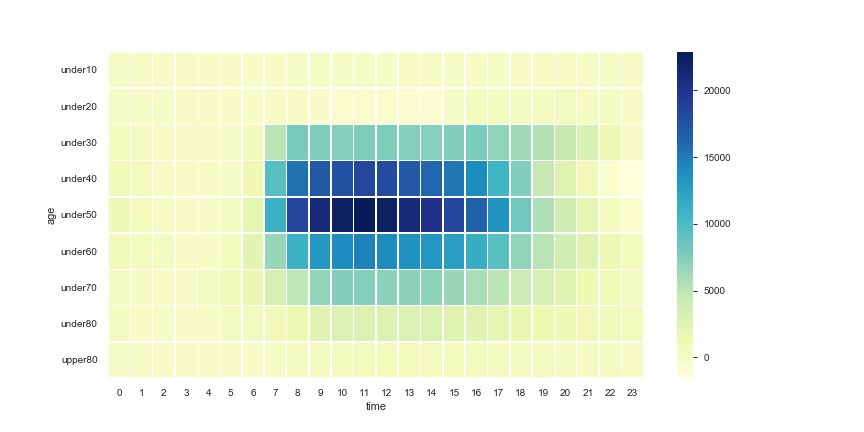 under10
under20
under30
under40
under50
under60
under70
under80
upper80
age
0 1 2 3 4 5 6 7 8 9 10 11 12 13 14 15 16 17 18 19 20 21 22 23
time
20000
15000
10000
5000
0